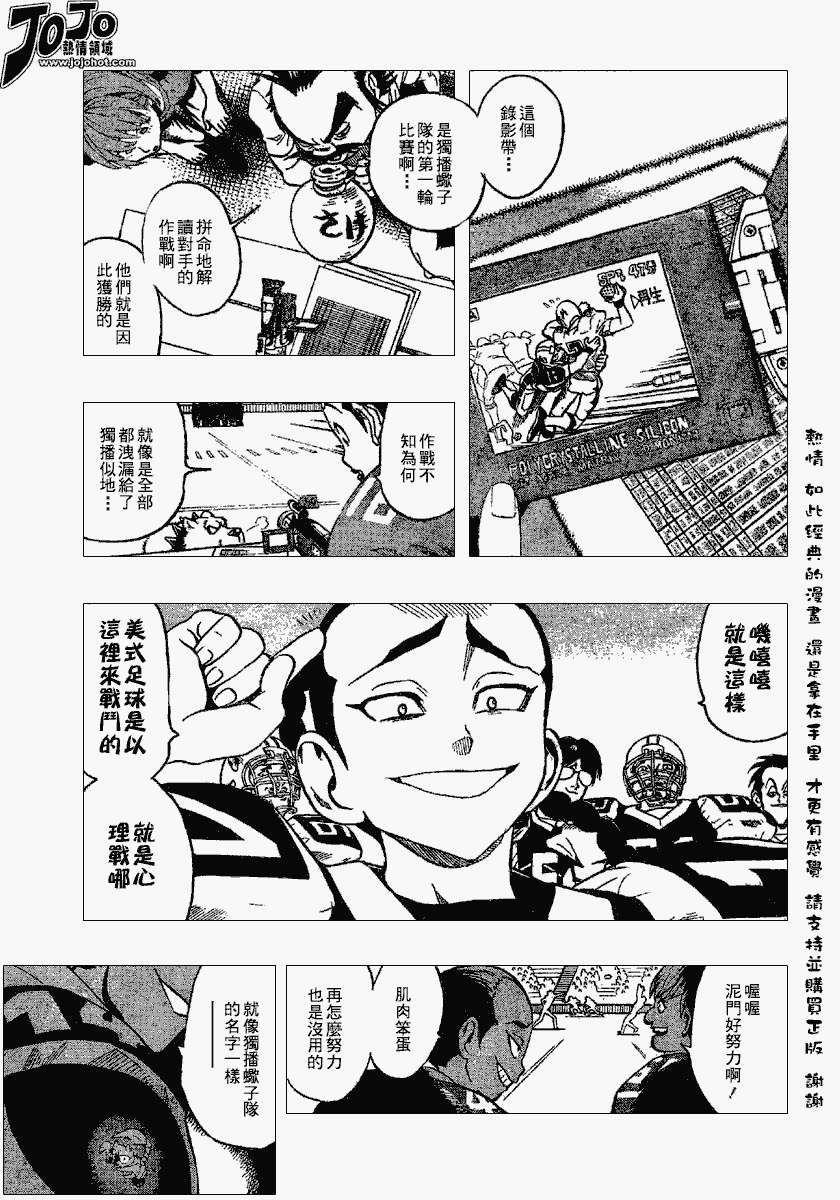 JOJO
熱情領域
www.jojohot.com
這個
錄影帶…
SPT 479
▷再生
POLYCRYSTALLINE SILICON
是獨播蠍子
隊的第一輪
比賽啊…
さけ
拼命地解
讀對手的
作戰啊
他們就是因
此獲勝的
作戰不
知為何
就像是全部
都洩漏給了
獨播似地…
嘰嘻嘻
就是這樣
美式足球是以
這裡來戰鬥的
就是心
理戰哪
喔喔
泥門好努力啊!
肌肉笨蛋
再怎麼努力
也是沒用的
4
就像獨播蠍子隊
的名字一樣
——
熱情 如此經典的漫畫 還是拿在手里 才更有感覺 請支持並購買正版 謝謝